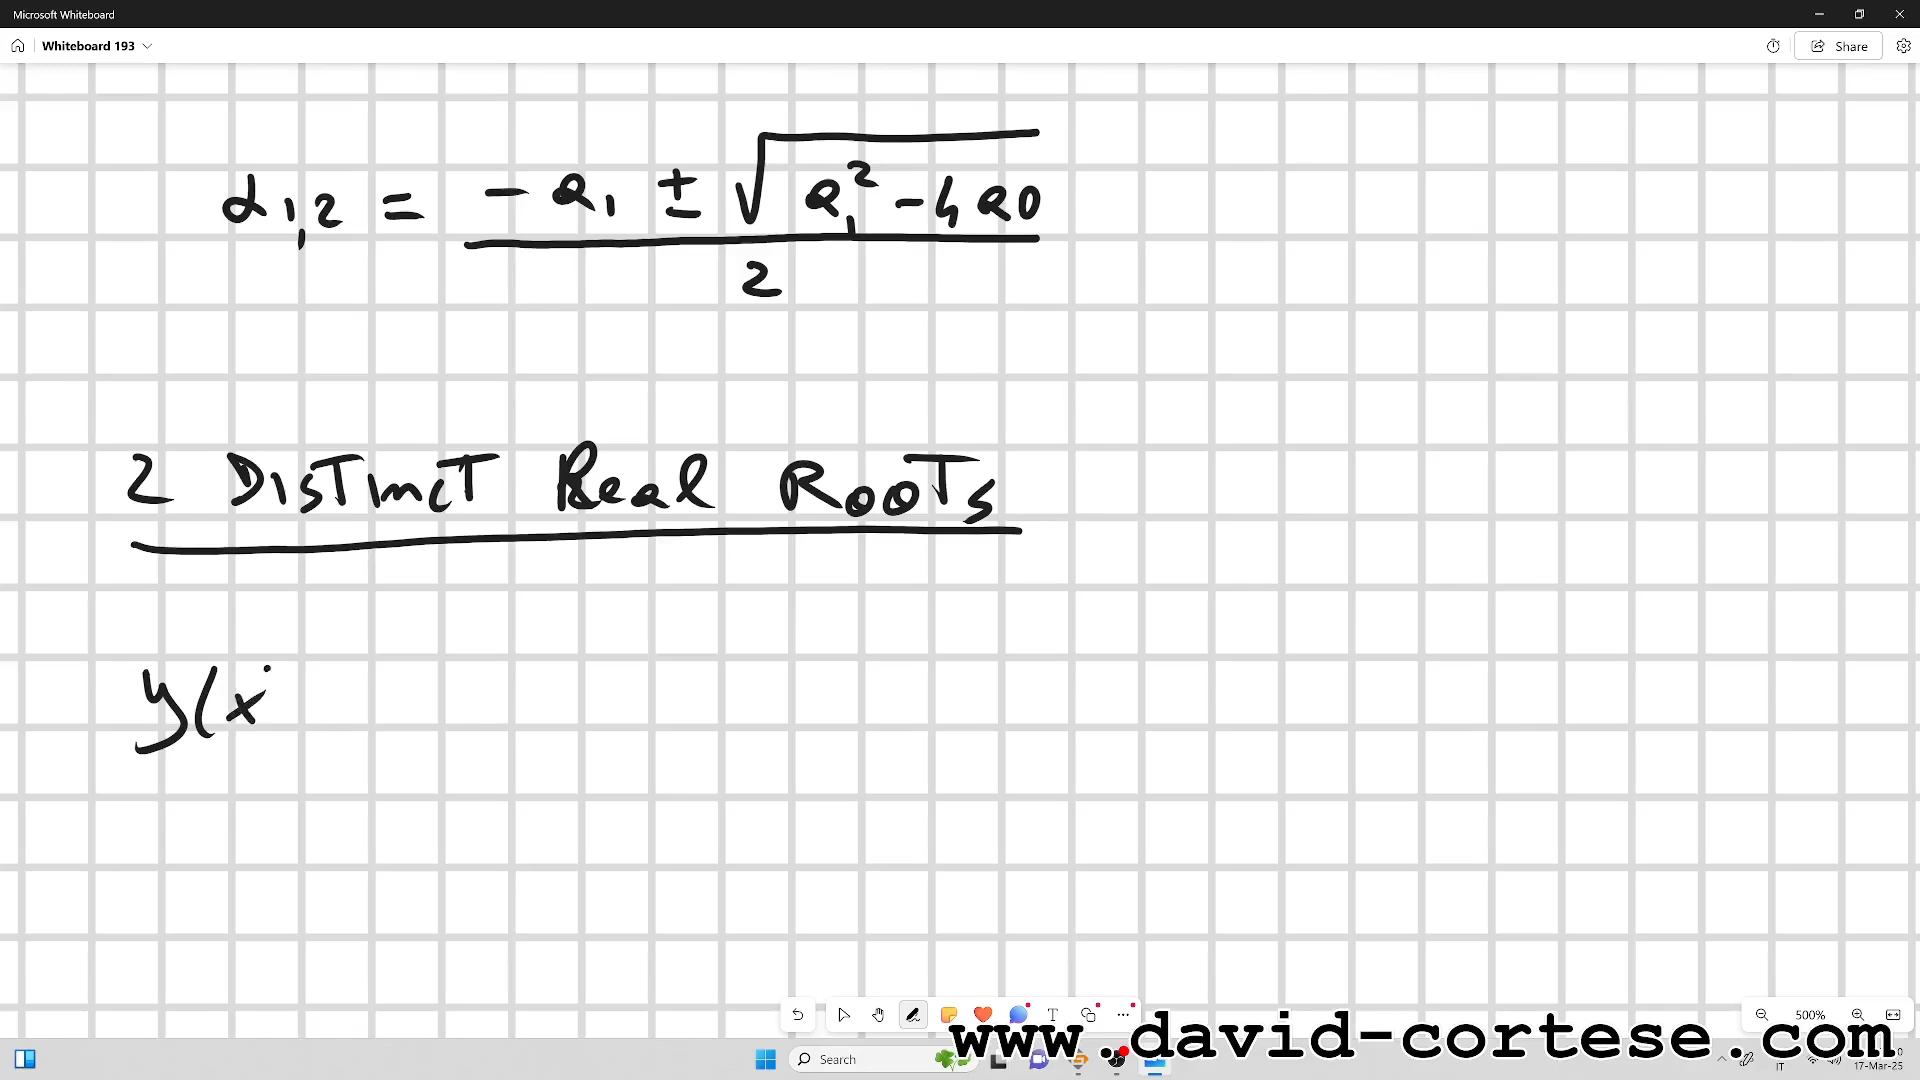 Microsoft Whiteboard
Whiteboard 193
Share
α1,2 = -a1 ± √a1² - 4a0
2
2 DISTINCT Real Roots
y(x
500%
www.david-cortese.com
Search
IT
17-Mar-25